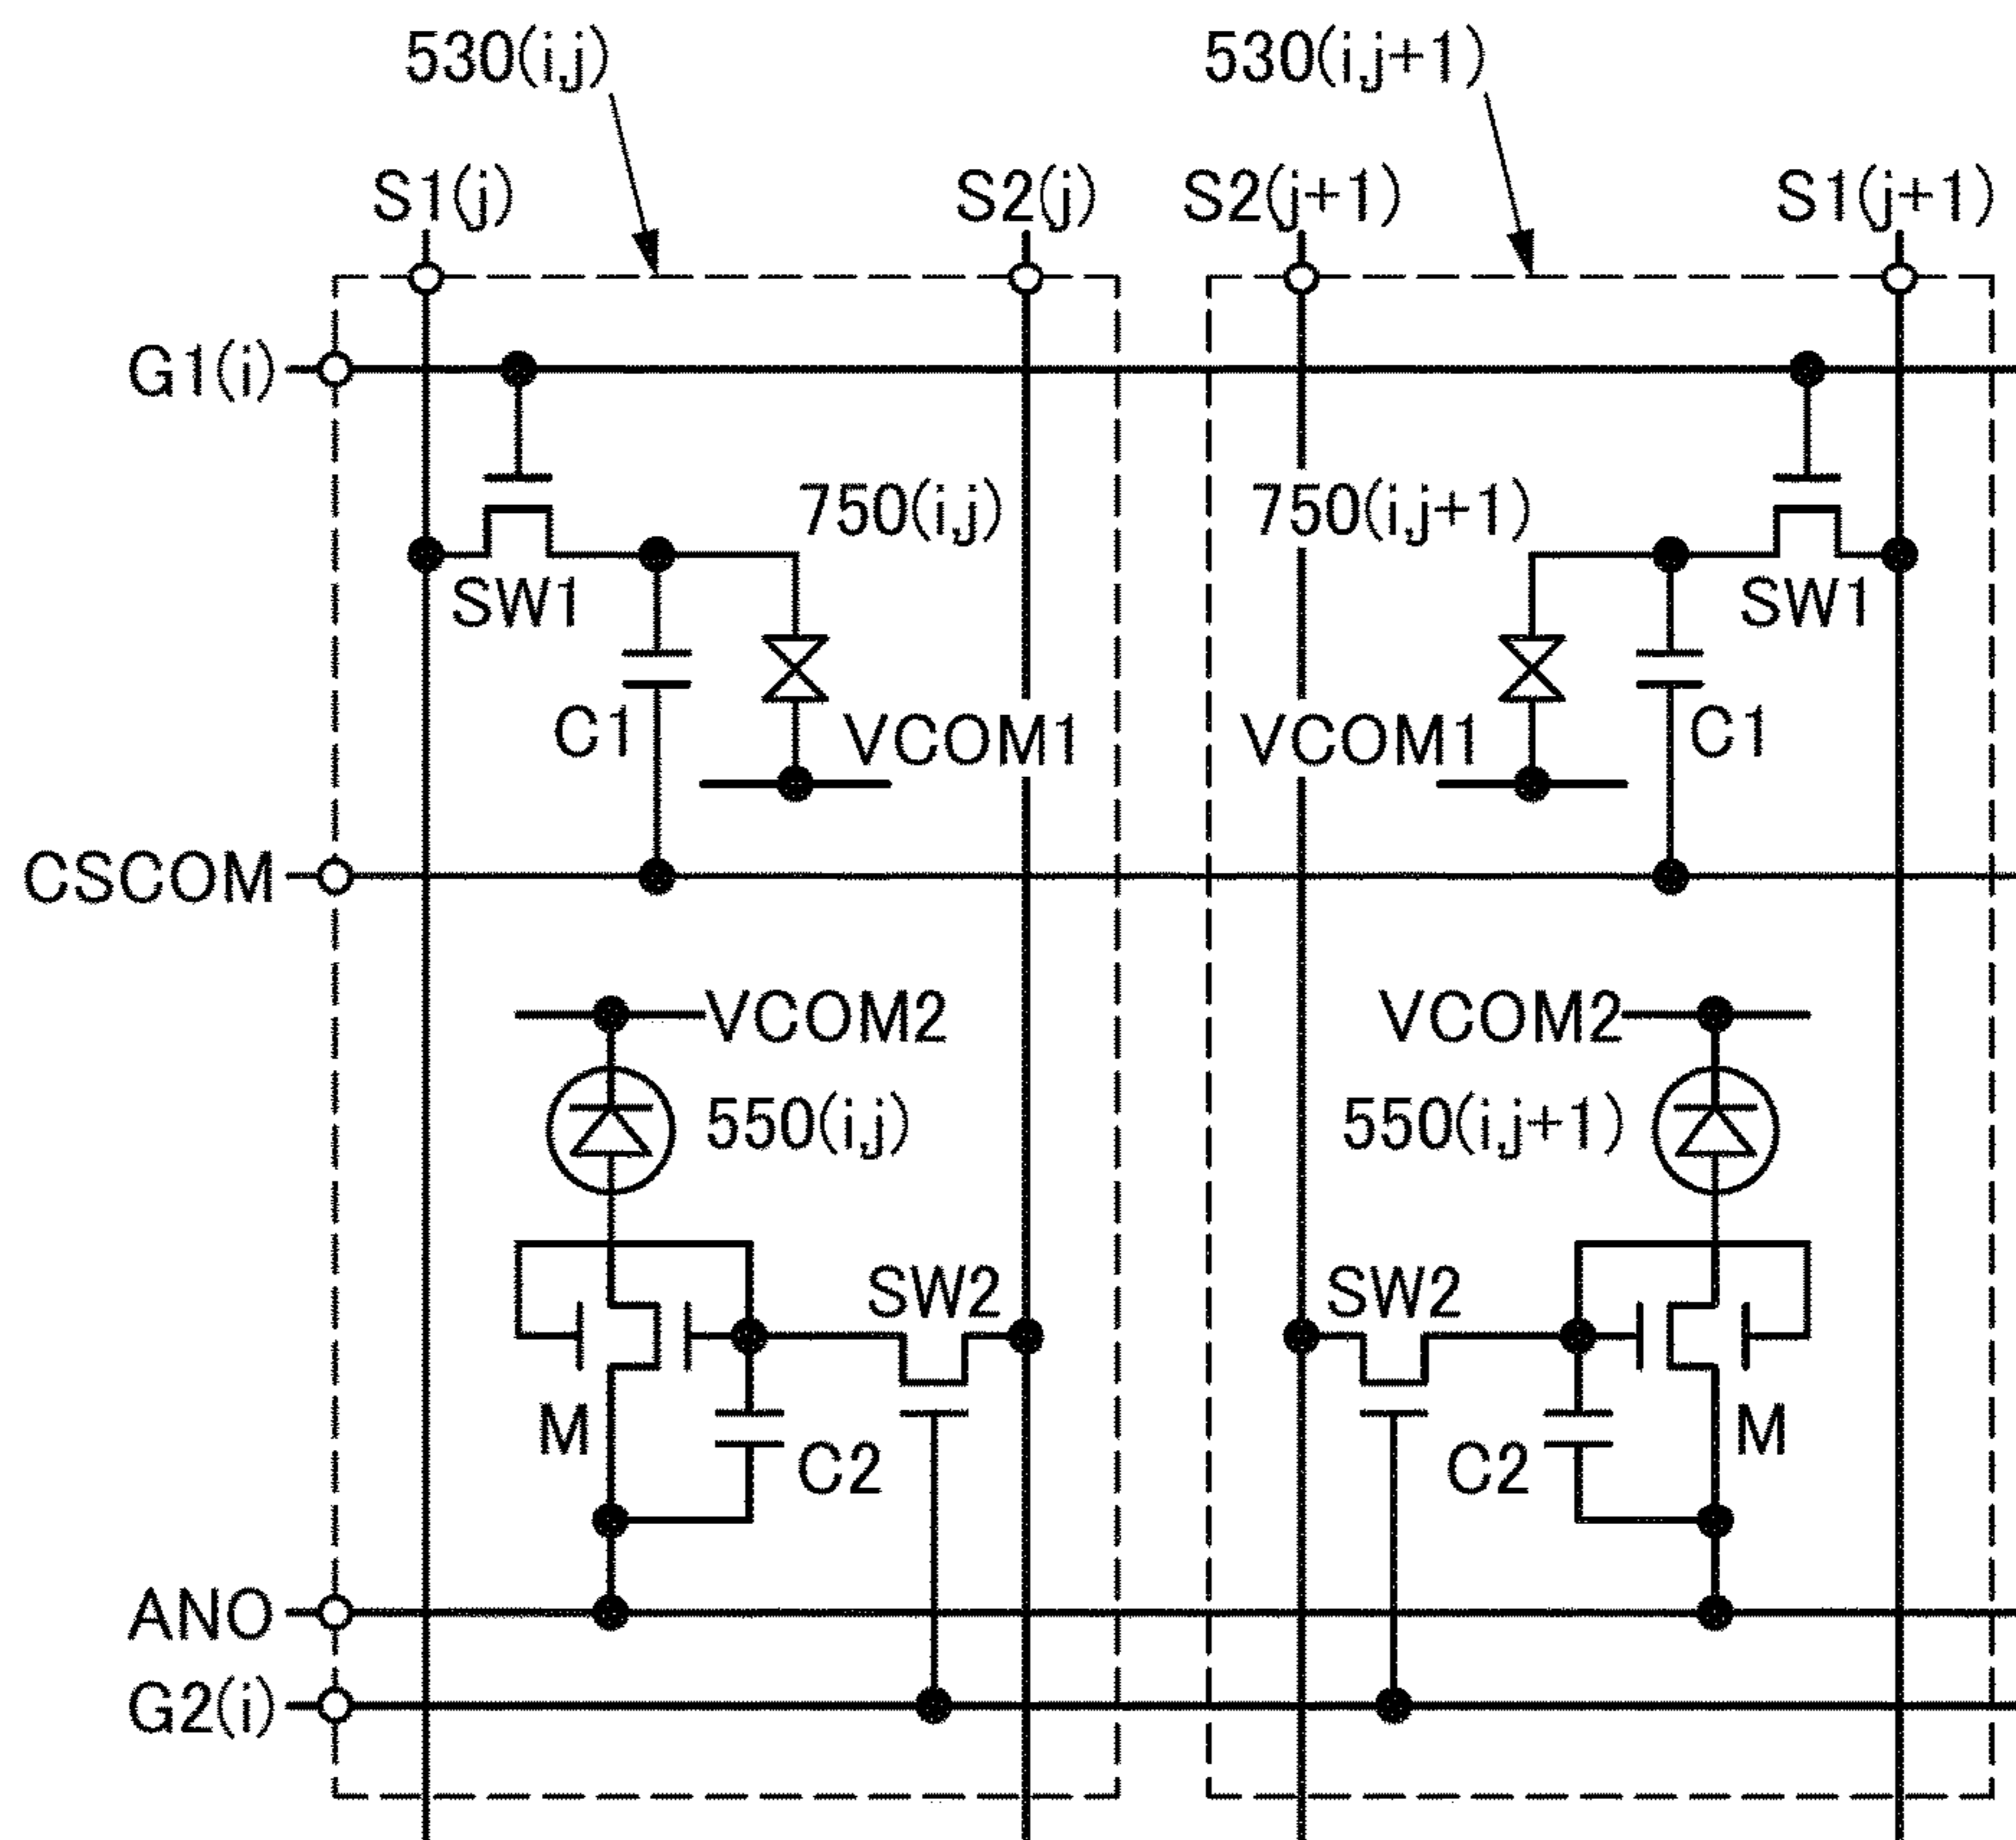 530(i,j) 530(i,j+1)
S1(j) S2(j) S2(j+1) S1(j+1)
G1(i)
750(i,j) 750(i,j+1)
SW1 SW1
C1 VCOM1 VCOM1 C1
CSCOM
VCOM2 VCOM2
550(i,j) 550(i,j+1)
SW2 SW2
M C2 C2 M
ANO
G2(i)